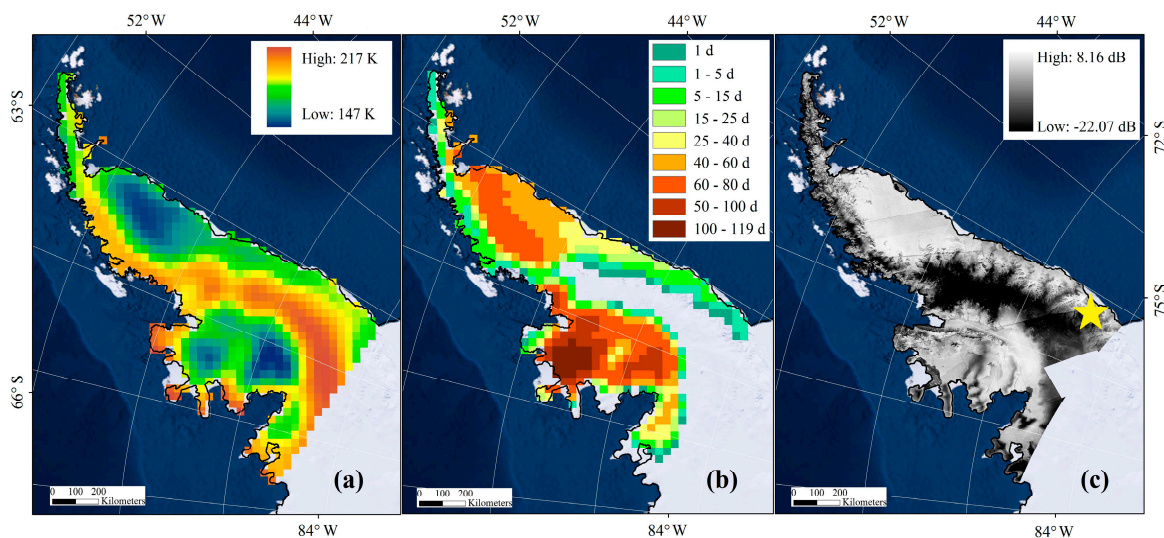 52°W
44°W
52°W
44°W
44°W
63°S
66°S
High: 217 K
Low: 147 K
(a)
0 100 200
Kilometers
84°W
1 d
1 - 5 d
5 - 15 d
15 - 25 d
25 - 40 d
40 - 60 d
60 - 80 d
50 - 100 d
100 - 119 d
(b)
0 100 200
Kilometers
84°W
High: 8.16 dB
Low: -22.07 dB
72°S
75°S
(c)
0 100 200
Kilometers
84°W